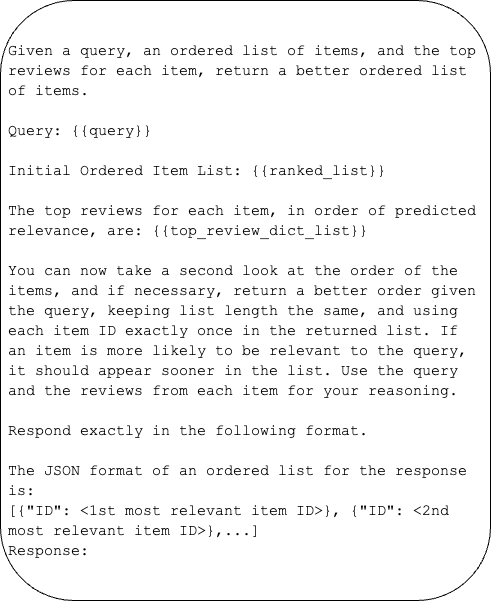 Given a query, an ordered list of items, and the top
reviews for each item, return a better ordered list
of items.
Query: {{query}}
Initial Ordered Item List: {{ranked_list}}
The top reviews for each item, in order of predicted
relevance, are: {{top_review_dict_list}}
You can now take a second look at the order of the
items, and if necessary, return a better order given
the query, keeping list length the same, and using
each item ID exactly once in the returned list. If
an item is more likely to be relevant to the query,
it should appear sooner in the list. Use the query
and the reviews from each item for your reasoning.
Respond exactly in the following format.
The JSON format of an ordered list for the response
is:
[{"ID": <1st most relevant item ID>}, {"ID": <2nd
most relevant item ID>},...]
Response: